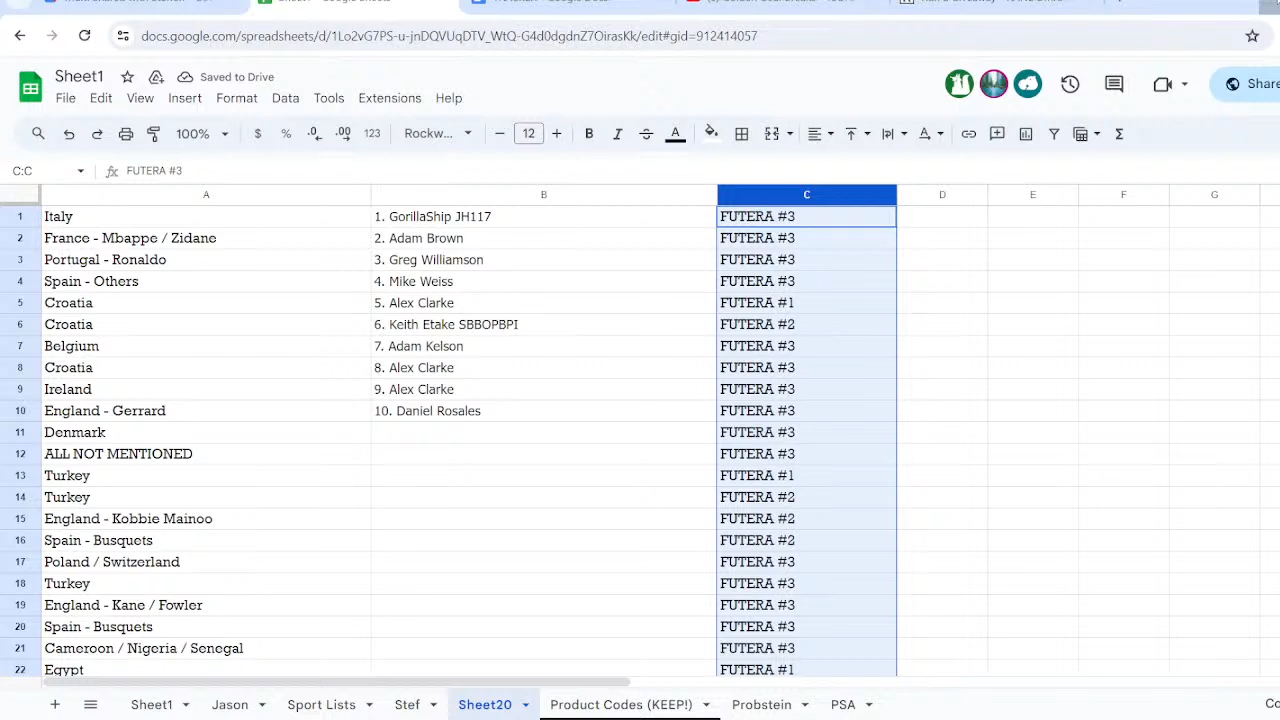 docs.google.com/spreadsheets/d/1Lo2vG7PS-u-jnDQVUqDTV_WtQ-G4d0dgdnZ7OirasKk/edit#gid=912414057
Sheet1 Saved to Drive
File Edit View Insert Format Data Tools Extensions Help
Share
100% $ % .0 .00 123 Rockw... 12 B I A
C:C fx FUTERA #3
A B C D E F G
1 Italy 1. GorillaShip JH117 FUTERA #3
2 France - Mbappe / Zidane 2. Adam Brown FUTERA #3
3 Portugal - Ronaldo 3. Greg Williamson FUTERA #3
4 Spain - Others 4. Mike Weiss FUTERA #3
5 Croatia 5. Alex Clarke FUTERA #1
6 Croatia 6. Keith Etake SBBOPBPI FUTERA #2
7 Belgium 7. Adam Kelson FUTERA #3
8 Croatia 8. Alex Clarke FUTERA #3
9 Ireland 9. Alex Clarke FUTERA #3
10 England - Gerrard 10. Daniel Rosales FUTERA #3
11 Denmark FUTERA #3
12 ALL NOT MENTIONED FUTERA #3
13 Turkey FUTERA #1
14 Turkey FUTERA #2
15 England - Kobbie Mainoo FUTERA #2
16 Spain - Busquets FUTERA #2
17 Poland / Switzerland FUTERA #3
18 Turkey FUTERA #3
19 England - Kane / Fowler FUTERA #3
20 Spain - Busquets FUTERA #3
21 Cameroon / Nigeria / Senegal FUTERA #3
22 Egypt FUTERA #1
Sheet1 Jason Sport Lists Stef Sheet20 Product Codes (KEEP!) Probstein PSA